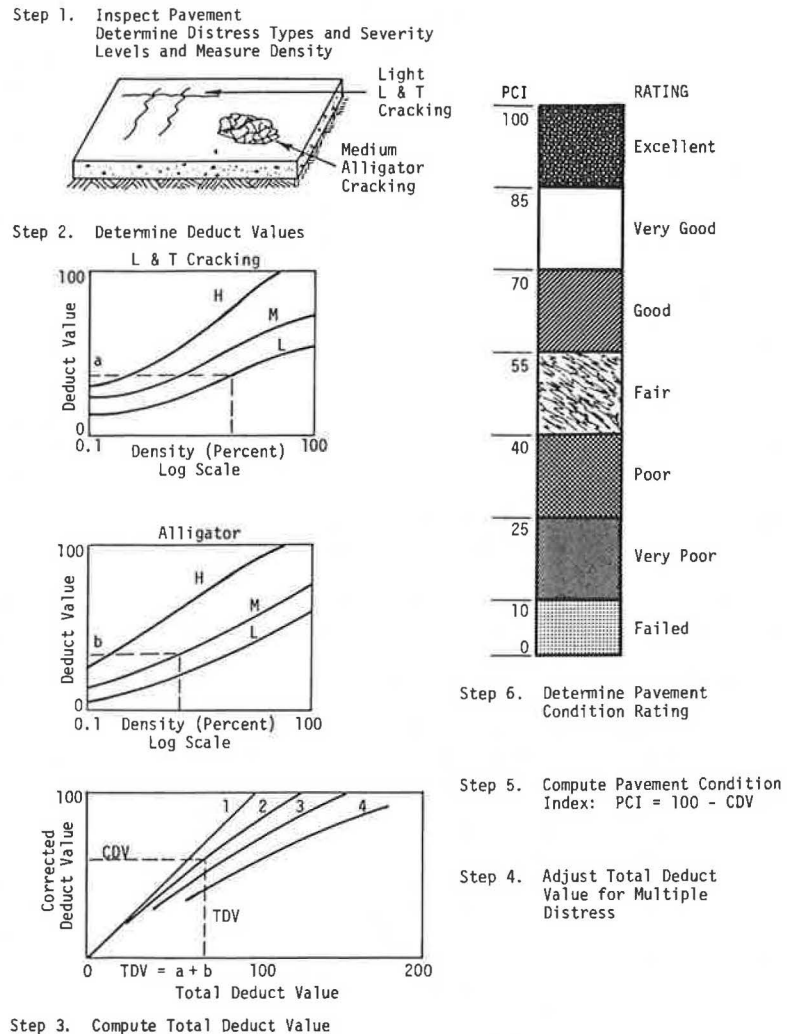 Step 1. Inspect Pavement
Determine Distress Types and Severity
Levels and Measure Density
Light
L & T
Cracking
Medium
Alligator
Cracking
Step 2. Determine Deduct Values
L & T Cracking
100
H
M
L
a
Deduct Value
0
0.1 Density (Percent) 100
Log Scale
Alligator
100
H
M
L
b
Deduct Value
0
0.1 Density (Percent) 100
Log Scale
100
1 2 3 4
CDV
TDV
Corrected
Deduct Value
0 TDV = a + b 100 200
Total Deduct Value
Step 3. Compute Total Deduct Value
PCI RATING
100
Excellent
85
Very Good
70
Good
55
Fair
40
Poor
25
Very Poor
10
Failed
0
Step 6. Determine Pavement
Condition Rating
Step 5. Compute Pavement Condition
Index: PCI = 100 - CDV
Step 4. Adjust Total Deduct
Value for Multiple
Distress